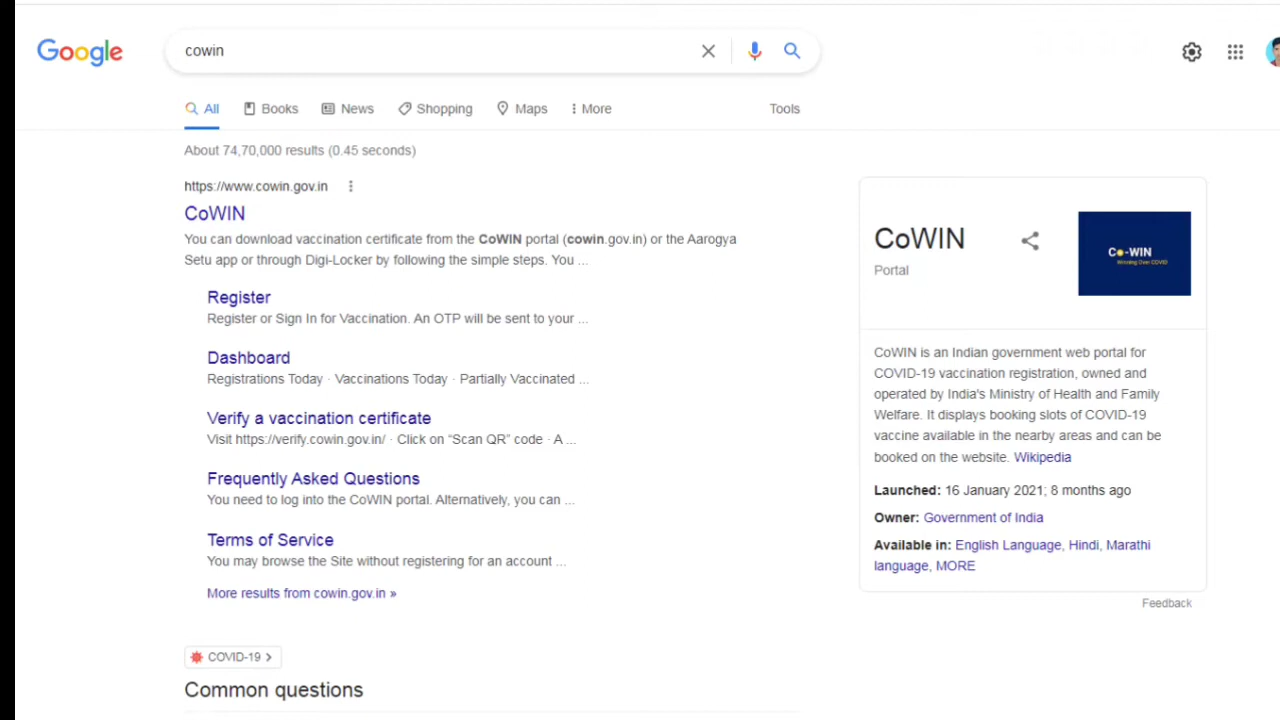 Google
cowin
All
Books
News
Shopping
Maps
More
Tools
About 74,70,000 results (0.45 seconds)
https://www.cowin.gov.in
CoWIN
You can download vaccination certificate from the CoWIN portal (cowin.gov.in) or the Aarogya
Setu app or through Digi-Locker by following the simple steps. You ...
Register
Register or Sign In for Vaccination. An OTP will be sent to your ...
Dashboard
Registrations Today · Vaccinations Today · Partially Vaccinated ...
Verify a vaccination certificate
Visit https://verify.cowin.gov.in/ · Click on “Scan QR” code · A ...
Frequently Asked Questions
You need to log into the CoWIN portal. Alternatively, you can ...
Terms of Service
You may browse the Site without registering for an account ...
More results from cowin.gov.in »
COVID-19
Common questions
CoWIN
Portal
Co-WIN
Winning Over COVID
CoWIN is an Indian government web portal for
COVID-19 vaccination registration, owned and
operated by India's Ministry of Health and Family
Welfare. It displays booking slots of COVID-19
vaccine available in the nearby areas and can be
booked on the website. Wikipedia
Launched: 16 January 2021; 8 months ago
Owner: Government of India
Available in: English Language, Hindi, Marathi
language, MORE
Feedback